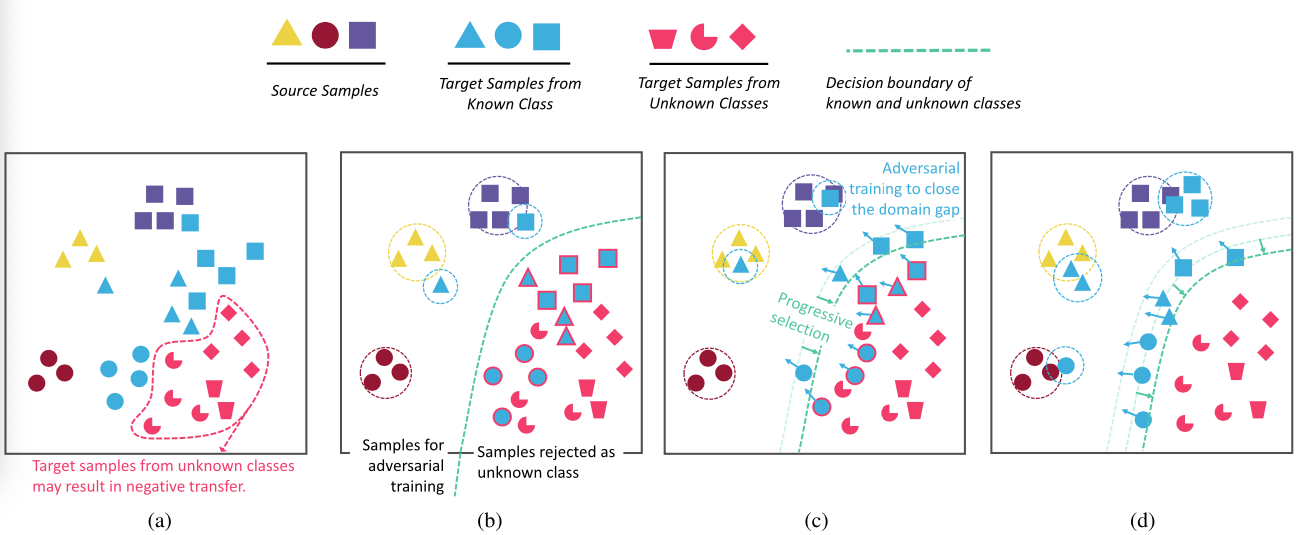 Source Samples
Target Samples from
Known Class
Target Samples from
Unknown Classes
Decision boundary of
known and unknown classes
Target samples from unknown classes
may result in negative transfer.
Samples for
adversarial
training
Samples rejected as
unknown class
Adversarial
training to close
the domain gap
Progressive
selection
(a)
(b)
(c)
(d)